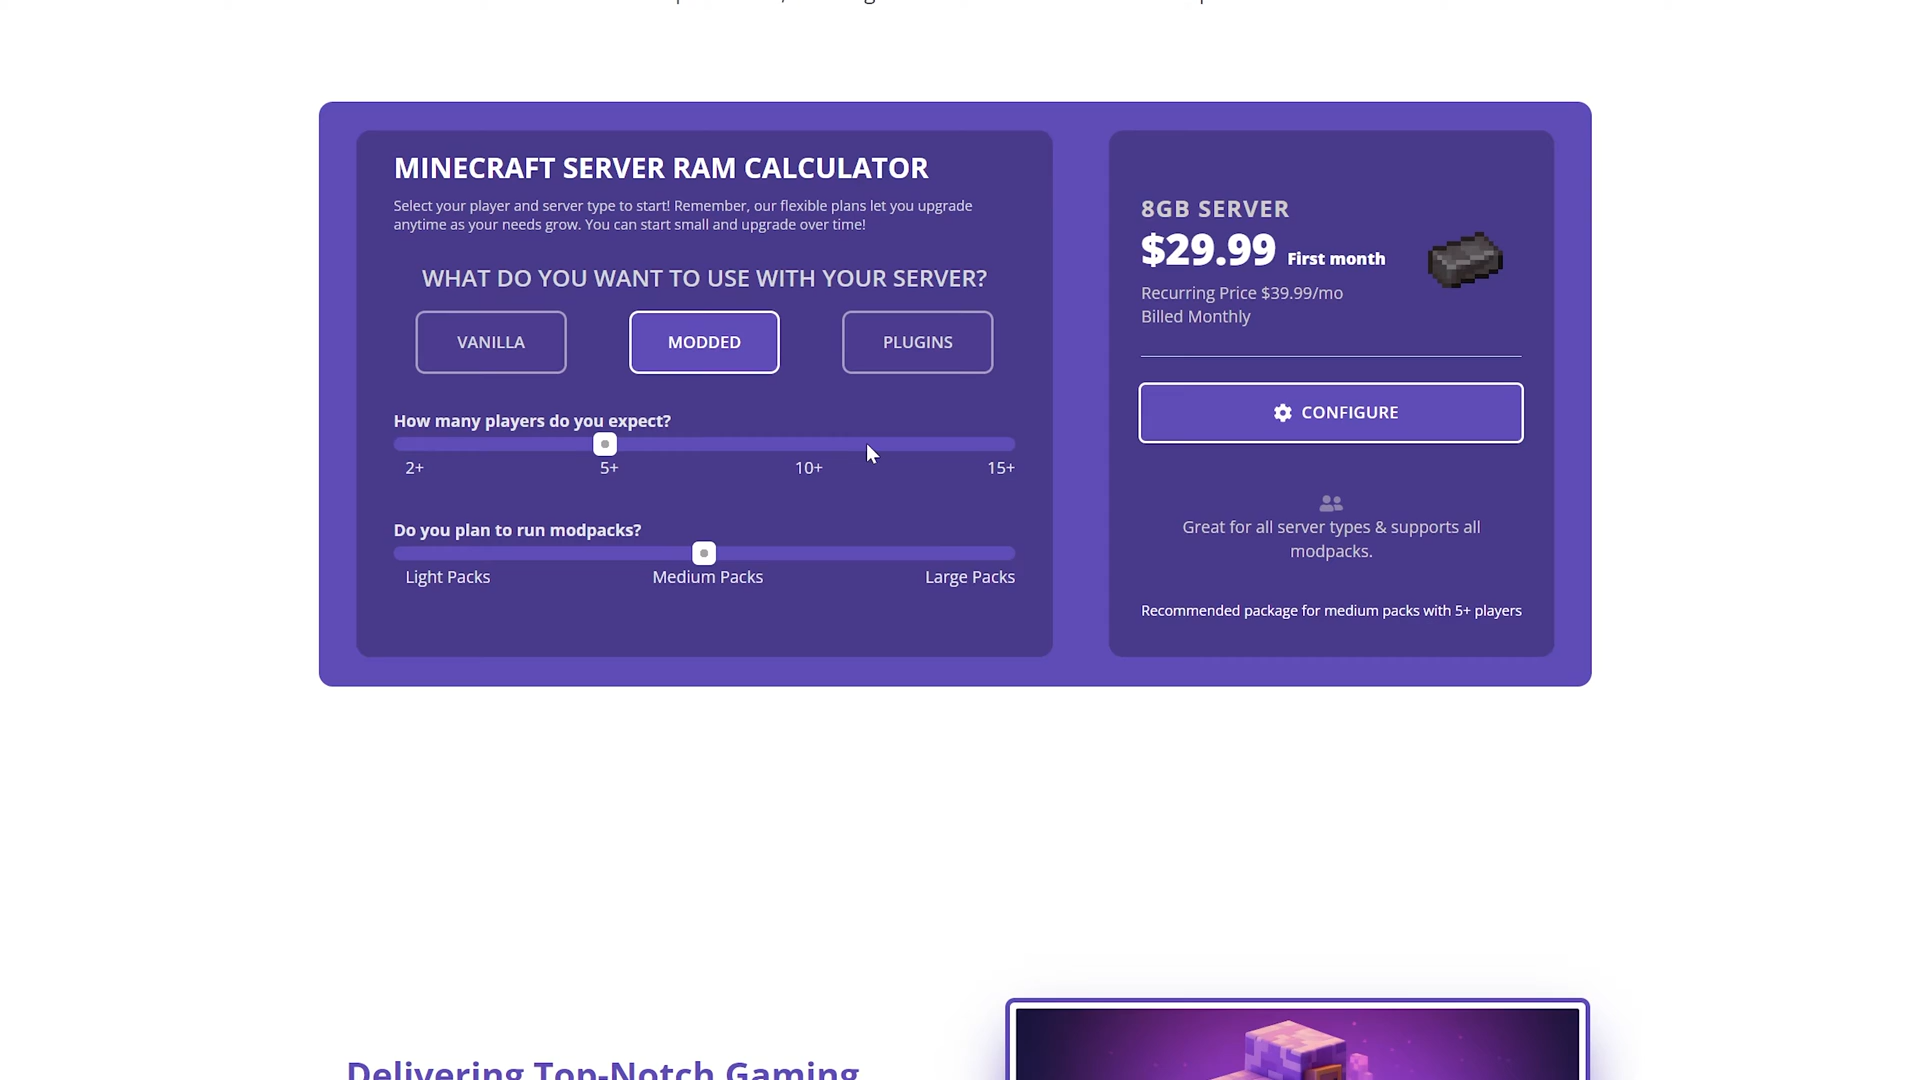 MINECRAFT SERVER RAM CALCULATOR
Select your player and server type to start! Remember, our flexible plans let you upgrade
anytime as your needs grow. You can start small and upgrade over time!
WHAT DO YOU WANT TO USE WITH YOUR SERVER?
VANILLA
MODDED
PLUGINS
How many players do you expect?
2+
5+
10+
15+
Do you plan to run modpacks?
Light Packs
Medium Packs
Large Packs
8GB SERVER
$29.99 First month
Recurring Price $39.99/mo
Billed Monthly
CONFIGURE
Great for all server types & supports all
modpacks.
Recommended package for medium packs with 5+ players
Delivering Top-Notch Gaming